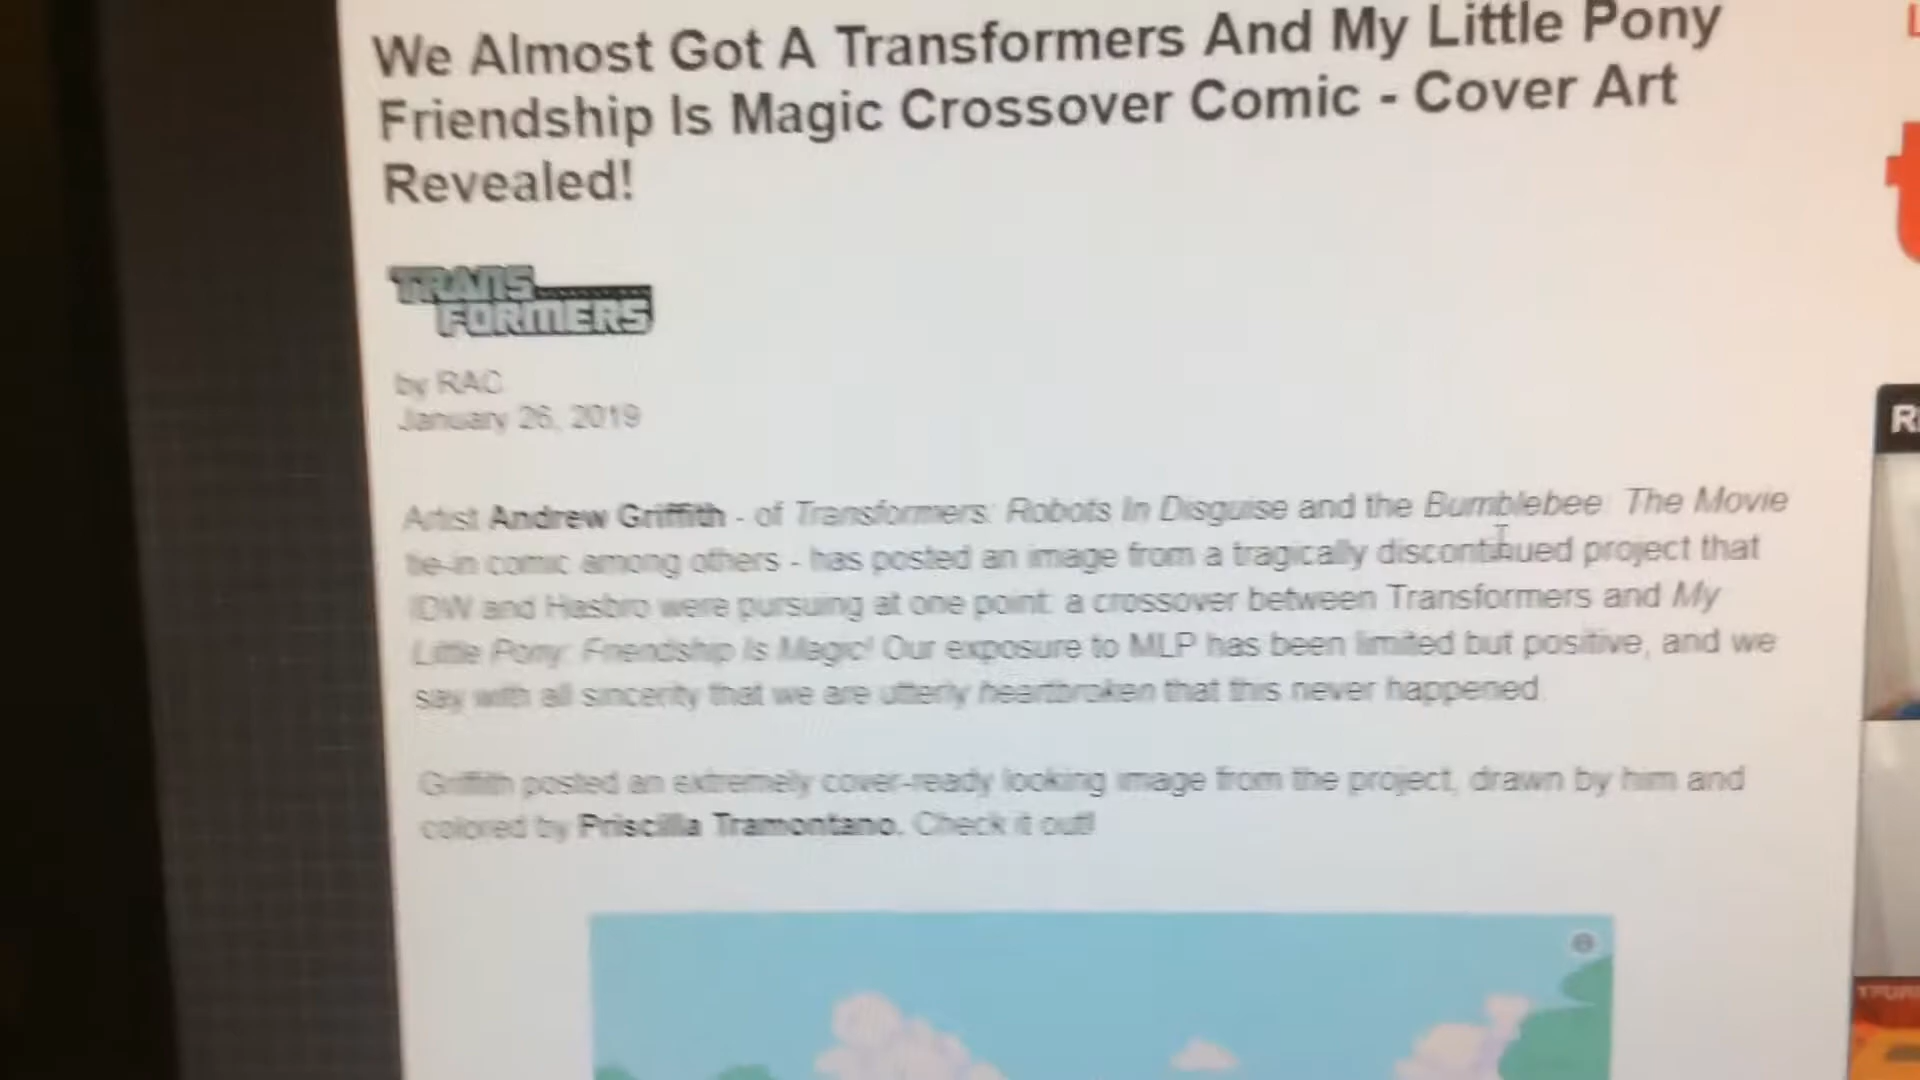 We Almost Got A Transformers And My Little Pony
Friendship Is Magic Crossover Comic - Cover Art
Revealed!
TRANS
FORMERS
by RAC
January 26, 2019
Artist Andrew Griffith - of Transformers: Robots In Disguise and the Bumblebee: The Movie
tie-in comic among others - has posted an image from a tragically discontinued project that
IDW and Hasbro were pursuing at one point: a crossover between Transformers and My
Little Pony: Friendship Is Magic! Our exposure to MLP has been limited but positive, and we
say with all sincerity that we are utterly heartbroken that this never happened.
Griffith posted an extremely cover-ready looking image from the project, drawn by him and
colored by Priscilla Tramontano. Check it out!